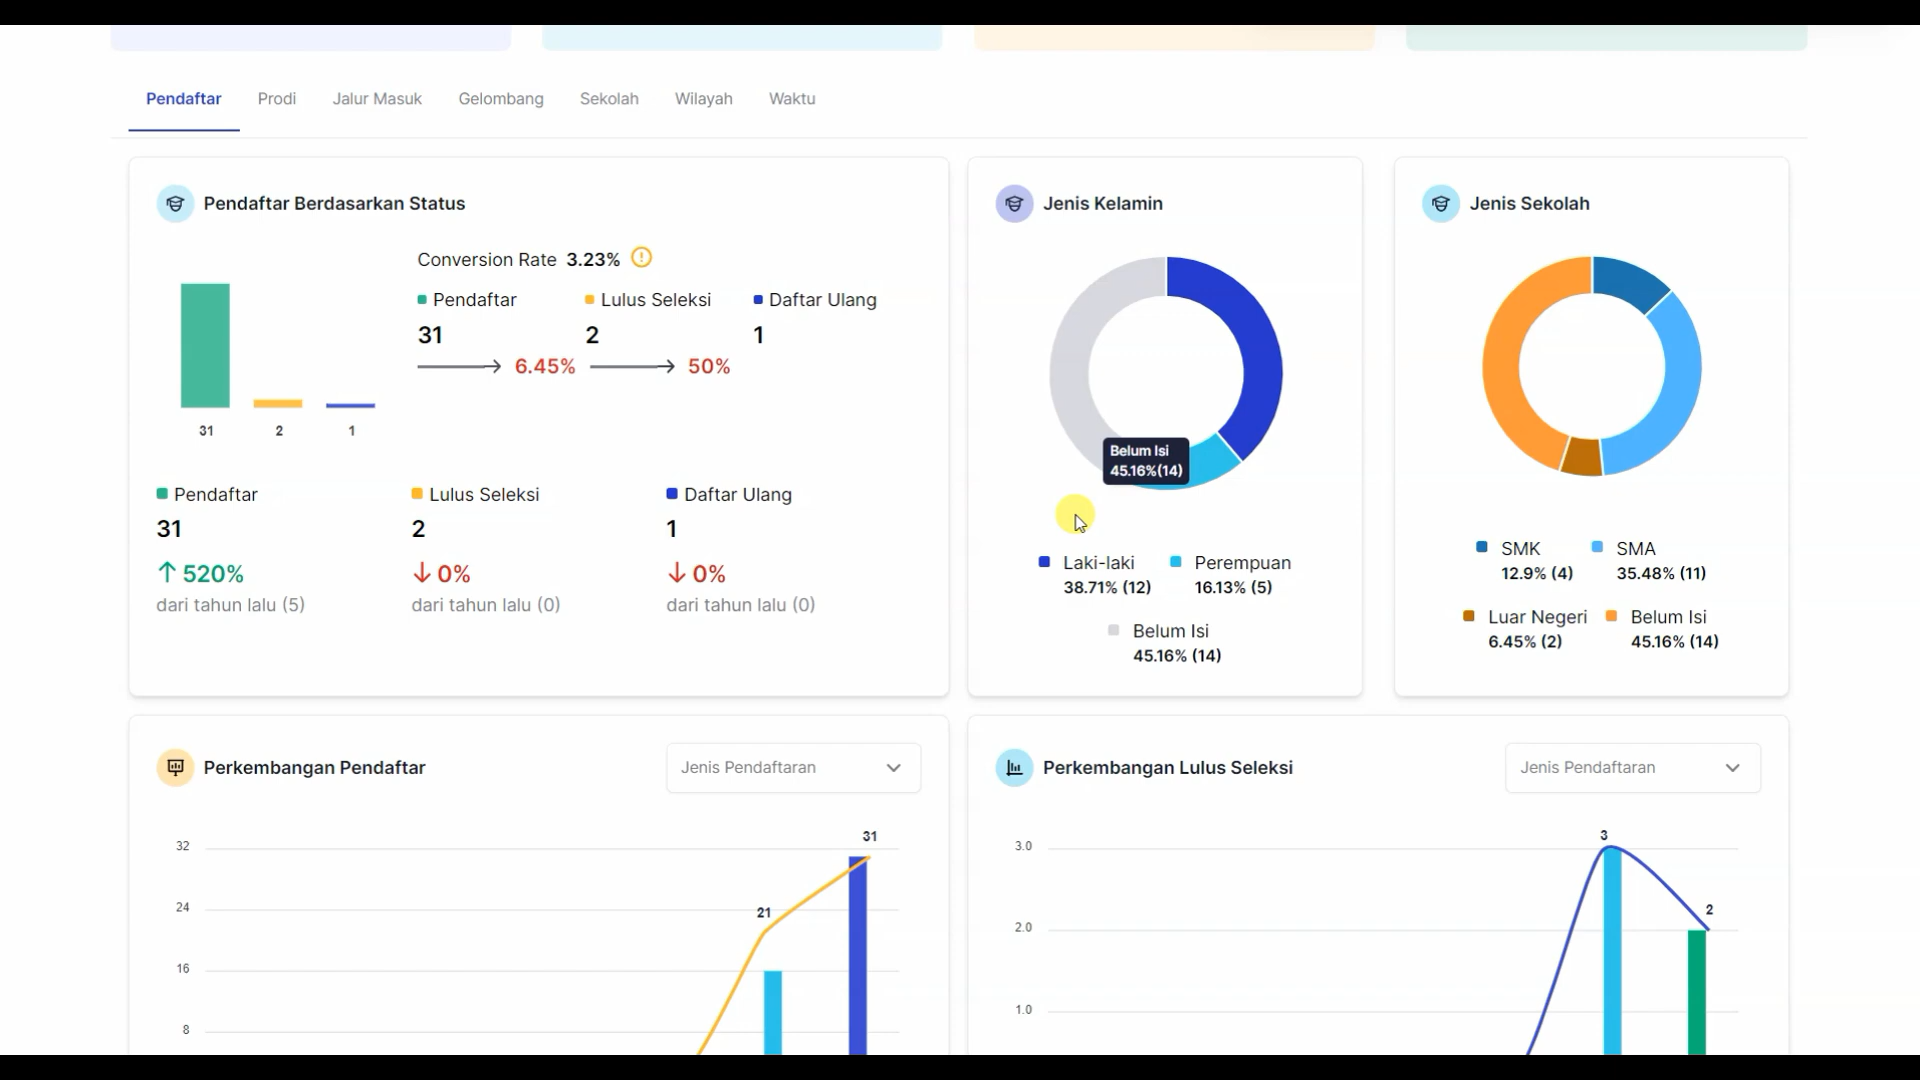 Pendaftar Prodi Jalur Masuk Gelombang Sekolah Wilayah Waktu
Pendaftar Berdasarkan Status
Conversion Rate 3.23%
Pendaftar Lulus Seleksi Daftar Ulang
31 2 1
6.45% 50%
31 2 1
Pendaftar Lulus Seleksi Daftar Ulang
31 2 1
520% 0% 0%
dari tahun lalu (5) dari tahun lalu (0) dari tahun lalu (0)
Jenis Kelamin
Belum Isi
45.16%(14)
Laki-laki Perempuan
38.71% (12) 16.13% (5)
Belum Isi
45.16% (14)
Jenis Sekolah
SMK SMA
12.9% (4) 35.48% (11)
Luar Negeri Belum Isi
6.45% (2) 45.16% (14)
Perkembangan Pendaftar Jenis Pendaftaran
31
32
21
24
16
8
Perkembangan Lulus Seleksi Jenis Pendaftaran
3
3.0
2
2.0
1.0